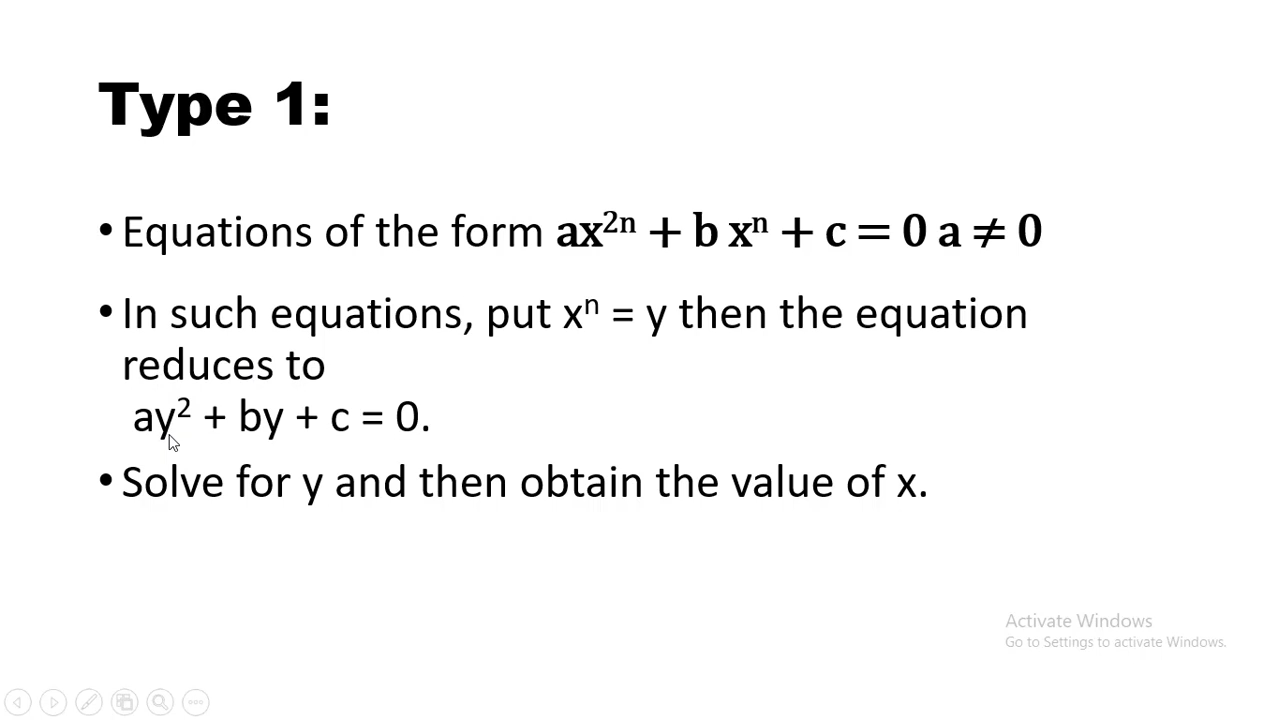 Type 1:
• Equations of the form ax²ⁿ + b xⁿ + c = 0 a ≠ 0
• In such equations, put xⁿ = y then the equation
reduces to
ay² + by + c = 0.
• Solve for y and then obtain the value of x.
Activate Windows
Go to Settings to activate Windows.